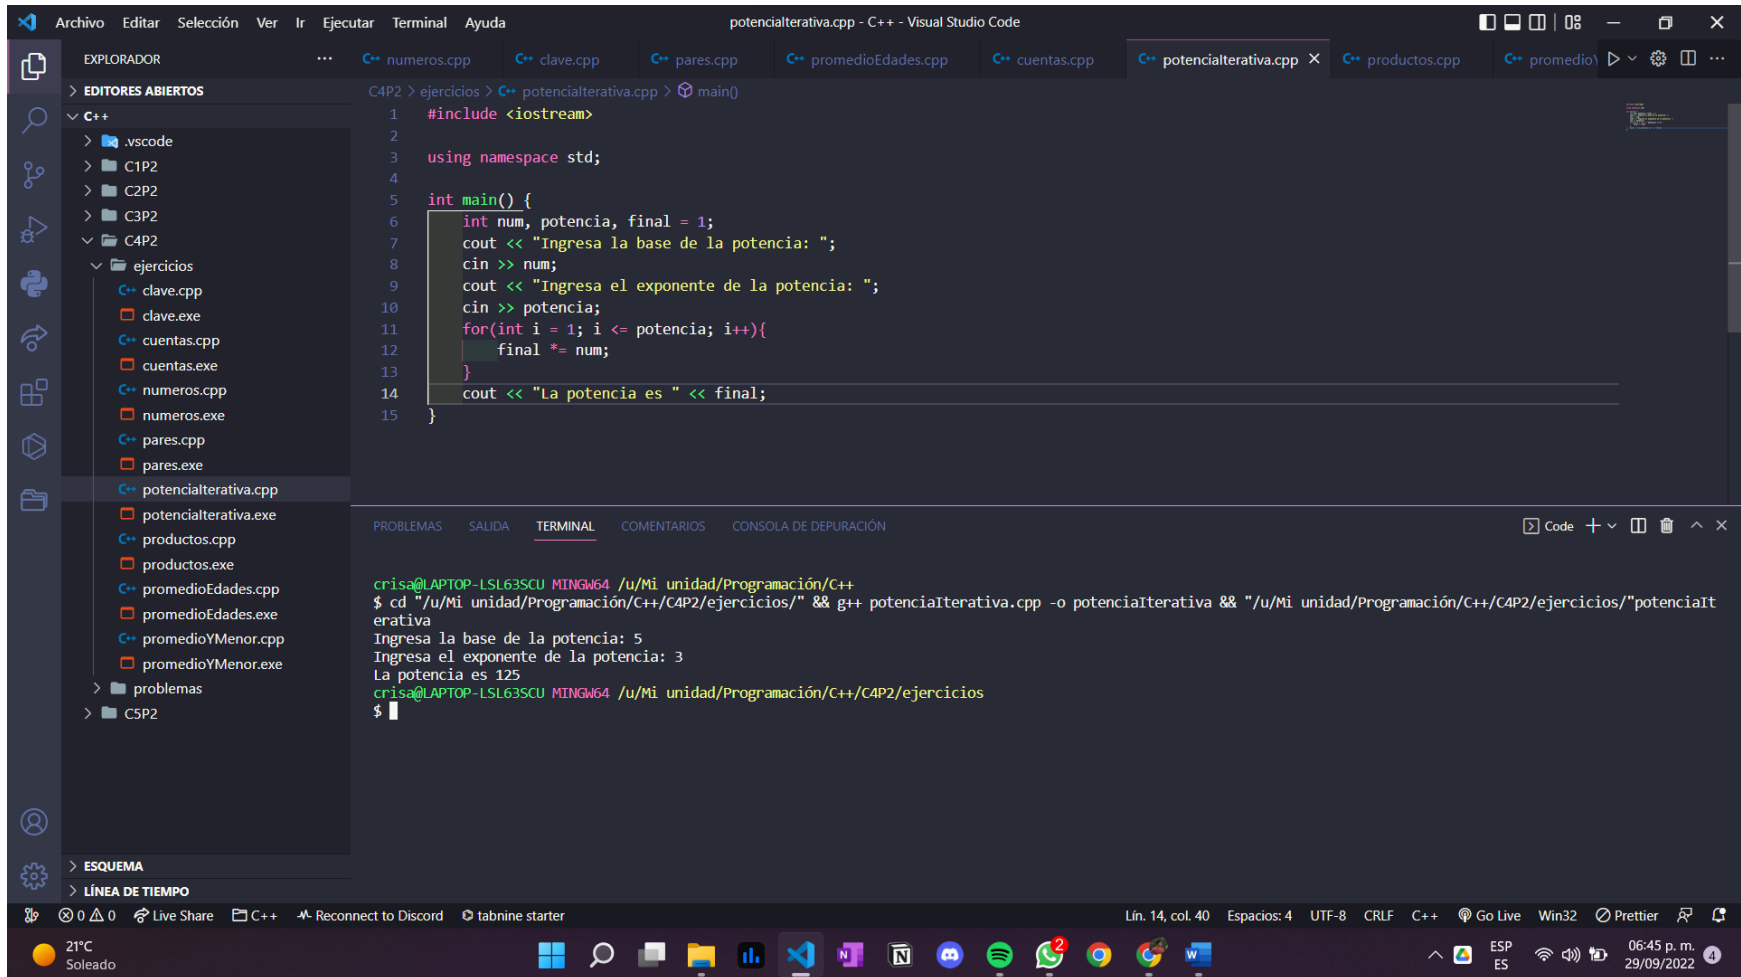 Archivo Editar Selección Ver Ir Ejecutar Terminal Ayuda
potenciaIterativa.cpp - C++ - Visual Studio Code
EXPLORADOR
numeros.cpp
clave.cpp
pares.cpp
promedioEdades.cpp
cuentas.cpp
potenciaIterativa.cpp
productos.cpp
promedioY
EDITORES ABIERTOS
C++
.vscode
C1P2
C2P2
C3P2
C4P2
ejercicios
clave.cpp
clave.exe
cuentas.cpp
cuentas.exe
numeros.cpp
numeros.exe
pares.cpp
pares.exe
potenciaIterativa.cpp
potenciaIterativa.exe
productos.cpp
productos.exe
promedioEdades.cpp
promedioEdades.exe
promedioYMenor.cpp
promedioYMenor.exe
problemas
C5P2
ESQUEMA
LÍNEA DE TIEMPO
C4P2 > ejercicios > potenciaIterativa.cpp > main()
1 #include <iostream>
2
3 using namespace std;
4
5 int main() {
6 int num, potencia, final = 1;
7 cout << "Ingresa la base de la potencia: ";
8 cin >> num;
9 cout << "Ingresa el exponente de la potencia: ";
10 cin >> potencia;
11 for(int i = 1; i <= potencia; i++){
12 final *= num;
13 }
14 cout << "La potencia es " << final;
15 }
PROBLEMAS SALIDA TERMINAL COMENTARIOS CONSOLA DE DEPURACIÓN
Code
crisa@LAPTOP-LSL63SCU MINGW64 /u/Mi unidad/Programación/C++
$ cd "/u/Mi unidad/Programación/C++/C4P2/ejercicios/" && g++ potenciaIterativa.cpp -o potenciaIterativa && "/u/Mi unidad/Programación/C++/C4P2/ejercicios/"potenciaIt
erativa
Ingresa la base de la potencia: 5
Ingresa el exponente de la potencia: 3
La potencia es 125
crisa@LAPTOP-LSL63SCU MINGW64 /u/Mi unidad/Programación/C++/C4P2/ejercicios
$
0 0 Live Share C++ Reconnect to Discord tabnine starter
Lín. 14, col. 40 Espacios: 4 UTF-8 CRLF C++ Go Live Win32 Prettier
21°C
Soleado
2
ESP
ES
06:45 p. m.
29/09/2022
4